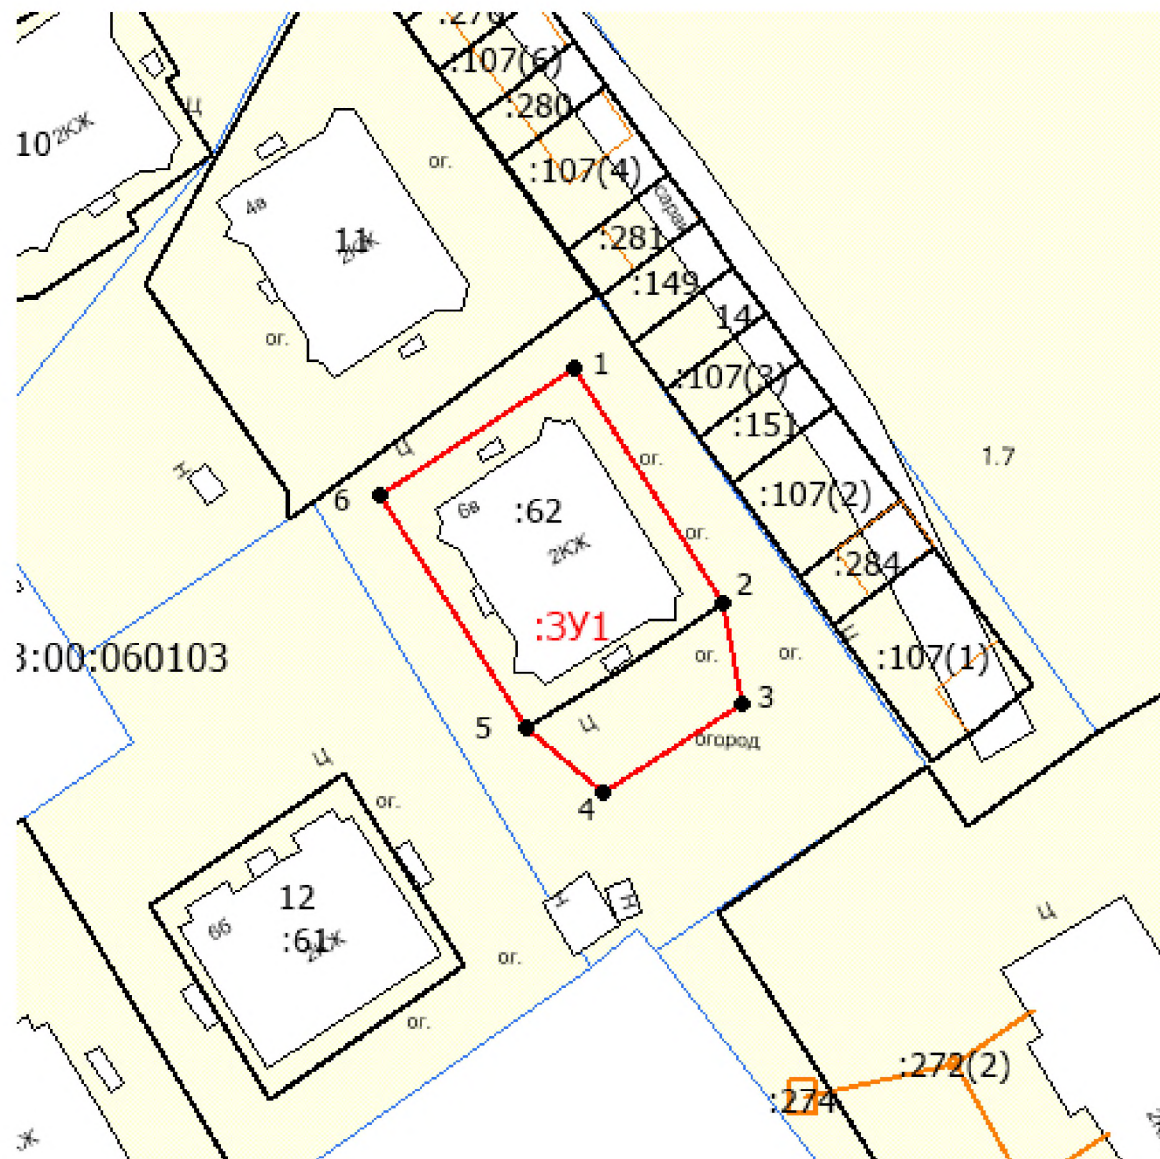 :107(6)
:280
Ц
10
2КЖ
ог.
:107(4)
4в
сарай
11
2КЖ
:281
:149
14
ог.
1
:107(3)
:151
Ц
ог.
1.7
Н
6
:107(2)
6в
:62
ог.
2КЖ
:284
2
:ЗУ1
Ц
ог.
ог.
3:00:060103
:107(1)
3
5
Ц
огород
Ц
ог.
4
12
Н
Н
6б
:61
2КЖ
Ц
ог.
ог.
:272(2)
:274